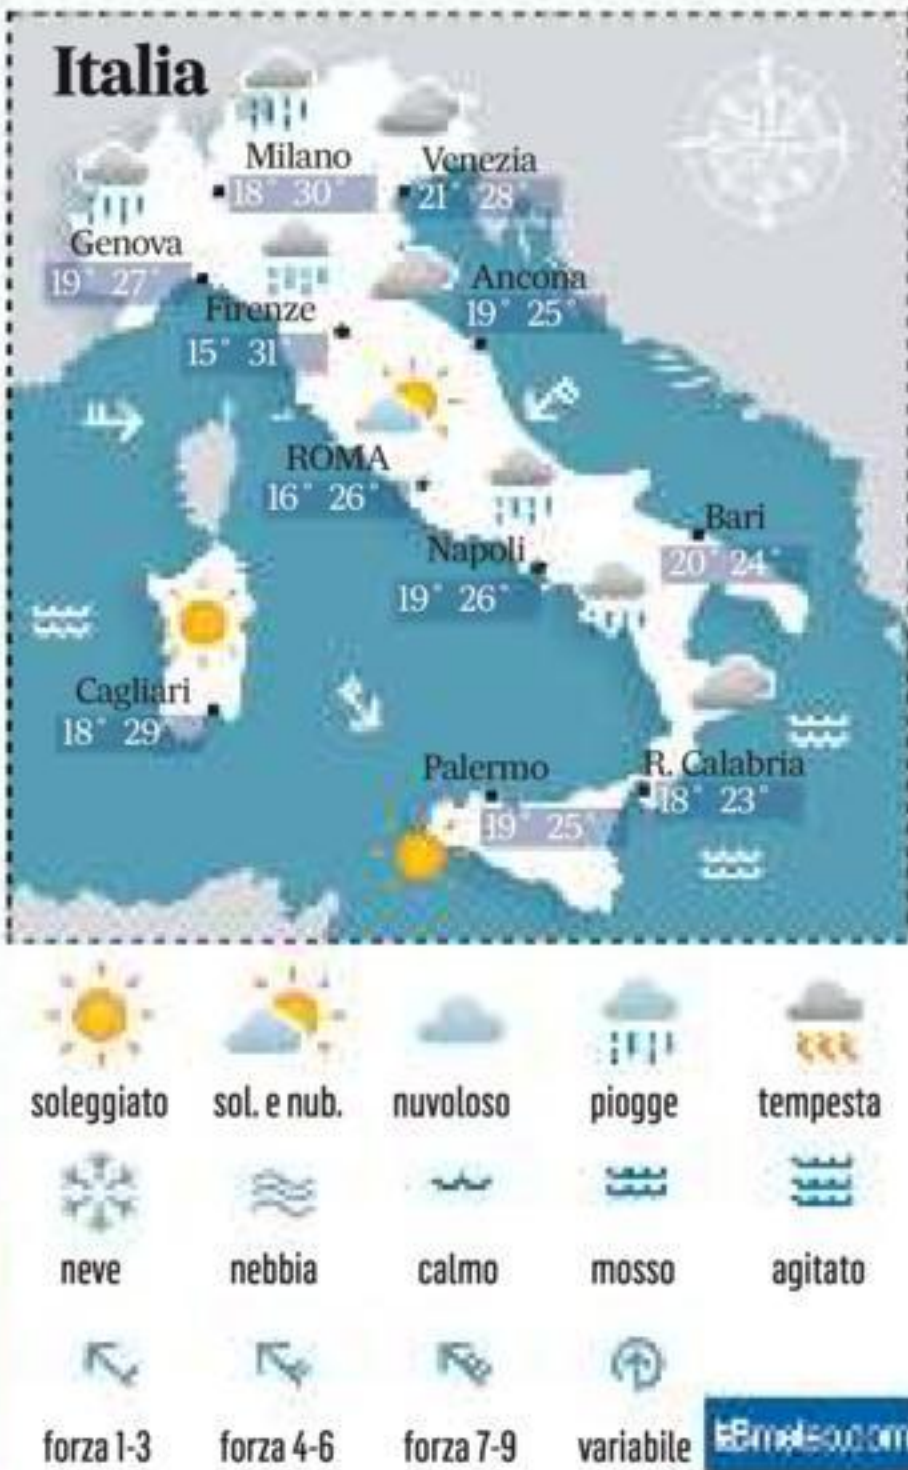 Italia
Milano
18° 30°
Venezia
21° 28°
Genova
19° 27°
Ancona
19° 25°
Firenze
15° 31°
ROMA
16° 26°
Bari
20° 24°
Napoli
19° 26°
Cagliari
18° 29°
Palermo
19° 25°
R. Calabria
18° 23°
soleggiato sol. e nub. nuvoloso piogge tempesta
neve nebbia calmo mosso agitato
forza 1-3 forza 4-6 forza 7-9 variabile